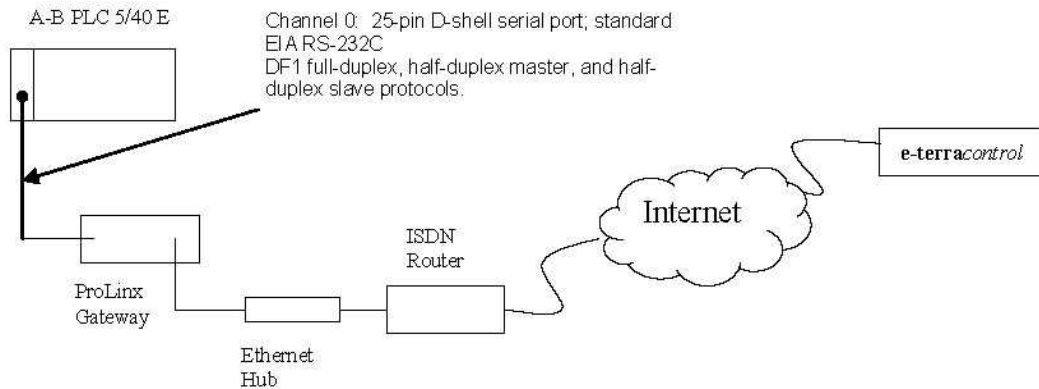 A-B PLC 5/40 E
Channel 0: 25-pin D-shell serial port; standard
EIA RS-232C
DF1 full-duplex, half-duplex master, and half-
duplex slave protocols.
e-terracontrol
Internet
ISDN
Router
ProLinx
Gateway
Ethernet
Hub